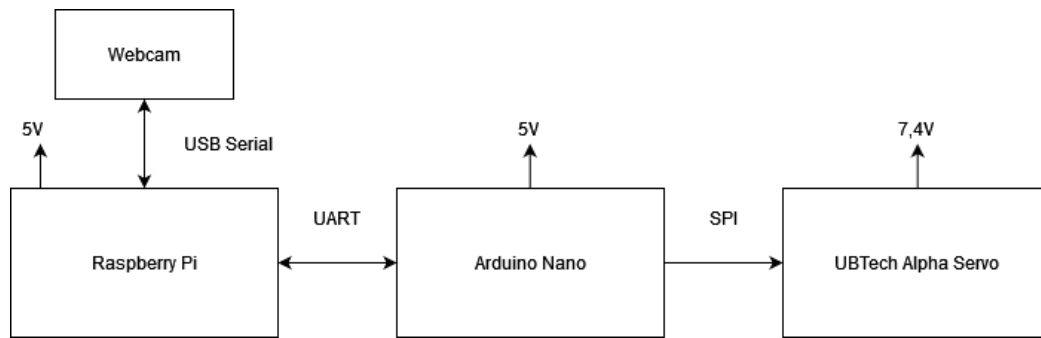 Webcam
5V
USB Serial
5V
7,4V
UART
SPI
Raspberry Pi
Arduino Nano
UBTech Alpha Servo